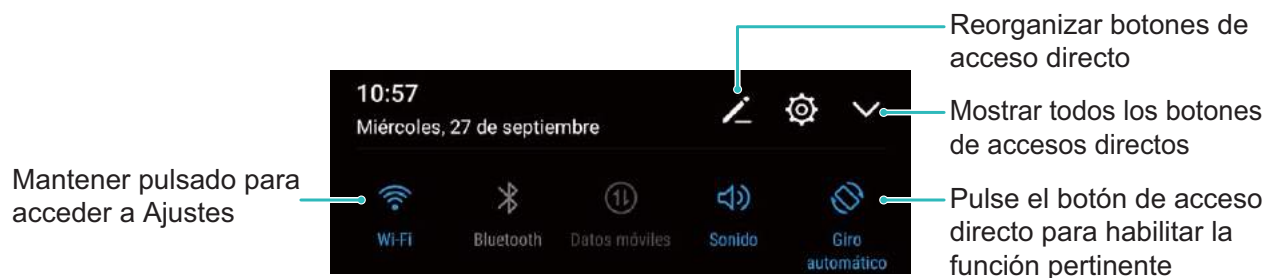 Reorganizar botones de
acceso directo
10:57
Miércoles, 27 de septiembre
Mostrar todos los botones
de accesos directos
Mantener pulsado para
acceder a Ajustes
Wi-Fi
Bluetooth
Datos móviles
Sonido
Giro
automático
Pulse el botón de acceso
directo para habilitar la
función pertinente